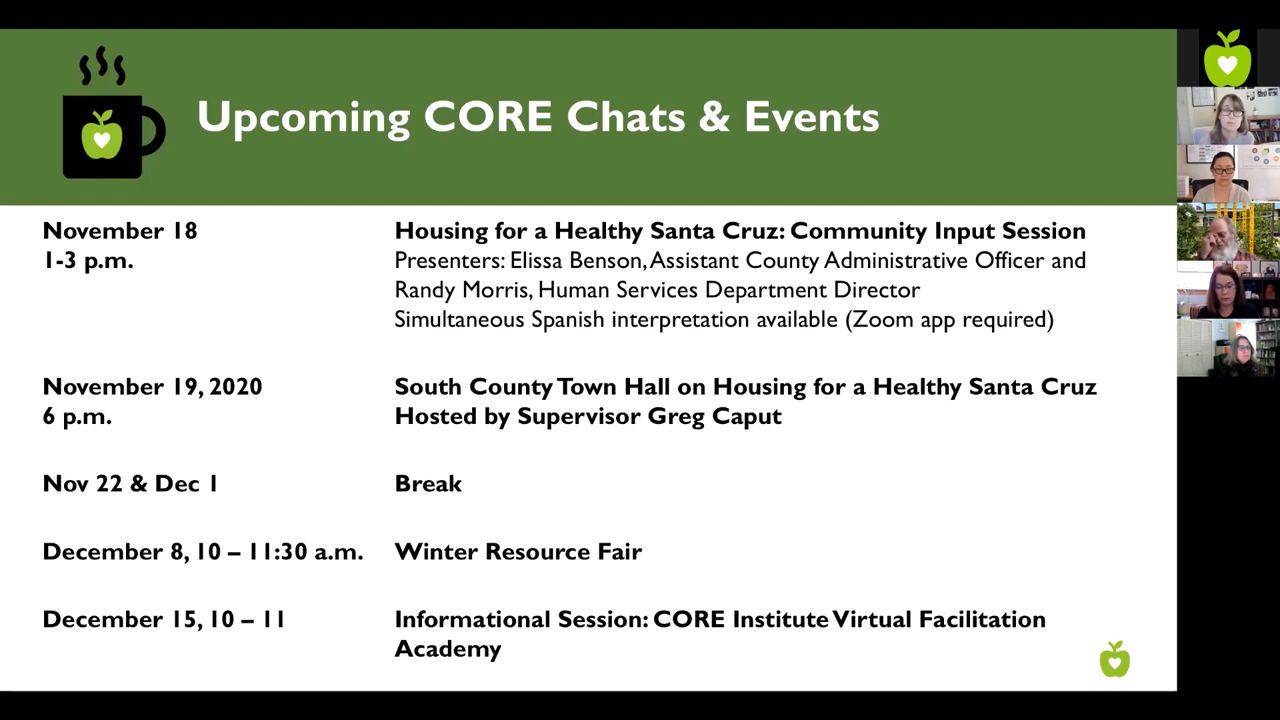 Upcoming CORE Chats & Events
November 18
1-3 p.m.
Housing for a Healthy Santa Cruz: Community Input Session
Presenters: Elissa Benson, Assistant County Administrative Officer and
Randy Morris, Human Services Department Director
Simultaneous Spanish interpretation available (Zoom app required)
November 19, 2020
6 p.m.
South County Town Hall on Housing for a Healthy Santa Cruz
Hosted by Supervisor Greg Caput
Nov 22 & Dec 1
Break
December 8, 10 – 11:30 a.m.
Winter Resource Fair
December 15, 10 – 11
Informational Session: CORE Institute Virtual Facilitation
Academy